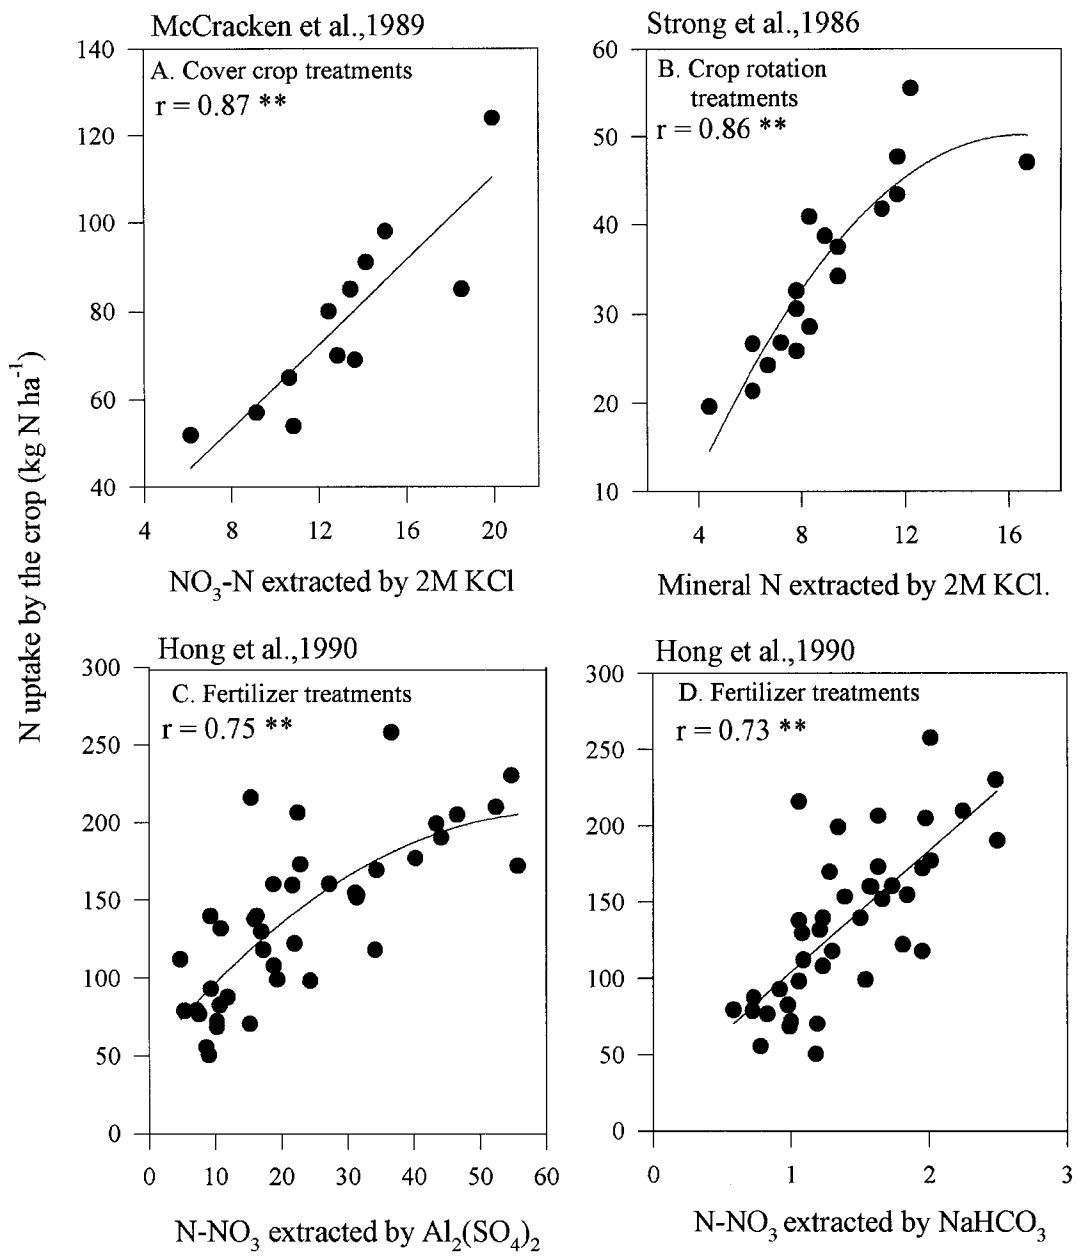 McCracken et al.,1989
A. Cover crop treatments
r = 0.87 **
140
120
100
80
60
40
4 8 12 16 20
NO₃-N extracted by 2M KCl
Strong et al.,1986
B. Crop rotation
treatments
r = 0.86 **
60
50
40
30
20
10
4 8 12 16
Mineral N extracted by 2M KCl.
N uptake by the crop (kg N ha⁻¹)
Hong et al.,1990
C. Fertilizer treatments
r = 0.75 **
300
250
200
150
100
50
0
0 10 20 30 40 50 60
N-NO₃ extracted by Al₂(SO₄)₂
Hong et al.,1990
D. Fertilizer treatments
r = 0.73 **
300
250
200
150
100
50
0
0 1 2 3
N-NO₃ extracted by NaHCO₃